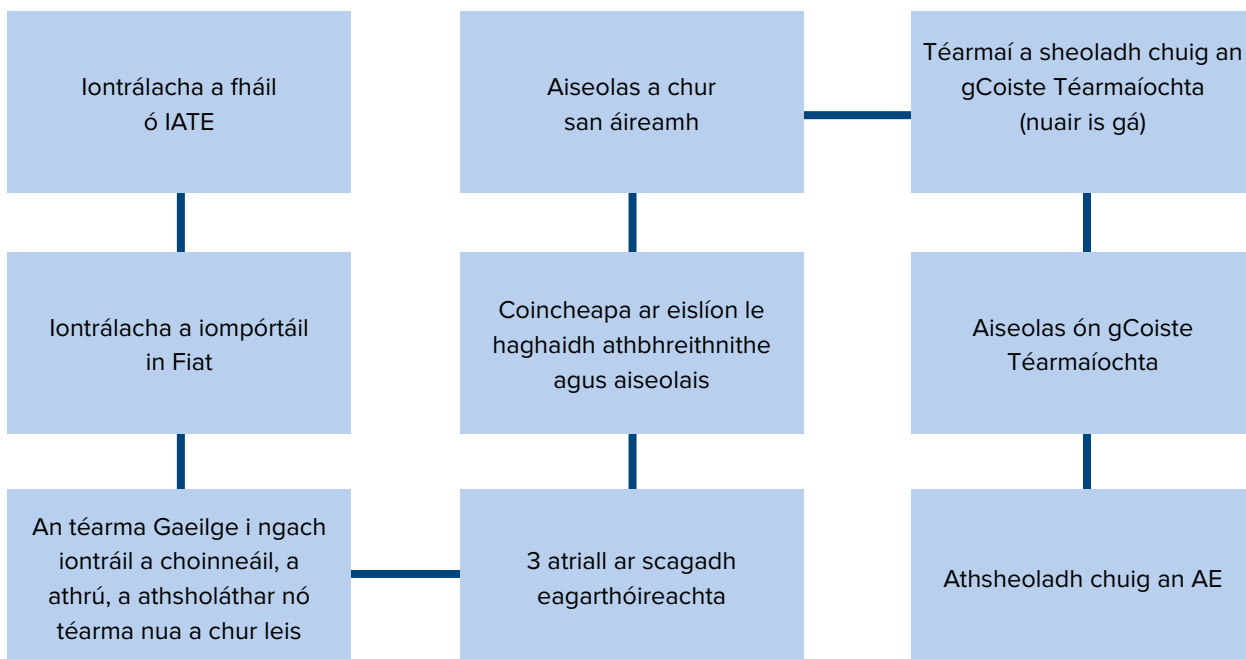 Iontrálacha a fháil
ó IATE
Iontrálacha a iompórtáil
in Fiat
An téarma Gaeilge i ngach
iontráil a choinneáil, a
athrú, a athsholáthar nó
téarma nua a chur leis
3 atriall ar scagadh
eagarthóireachta
Coincheapa ar eislíon le
haghaidh athbhreithnithe
agus aiseolais
Aiseolas a chur
san áireamh
Téarmaí a sheoladh chuig an
gCoiste Téarmaíochta
(nuair is gá)
Aiseolas ón gCoiste
Téarmaíochta
Athsheoladh chuig an AE